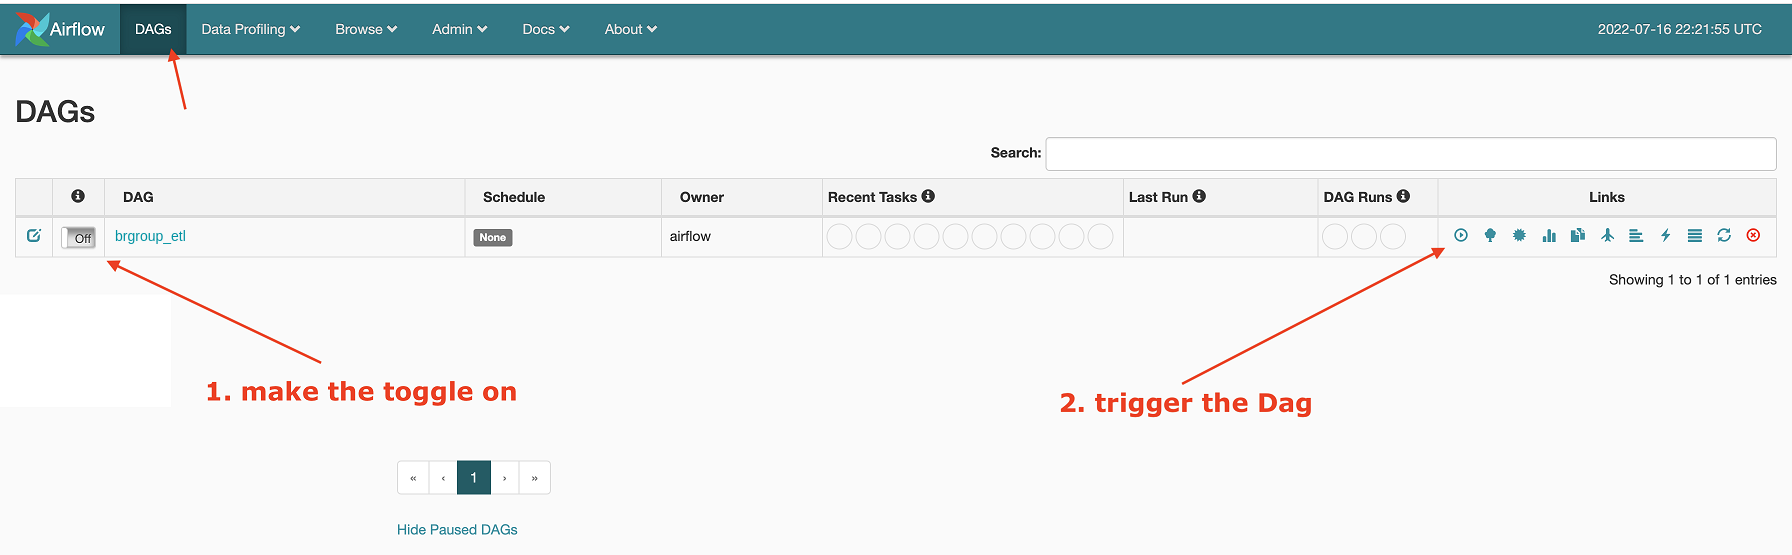 Airflow DAGs Data Profiling Browse Admin Docs About 2022-07-16 22:21:55 UTC
DAGs
Search:
DAG Schedule Owner Recent Tasks Last Run DAG Runs Links
Off brgroup_etl None airflow
Showing 1 to 1 of 1 entries
1. make the toggle on
2. trigger the Dag
« ‹ 1 › »
Hide Paused DAGs